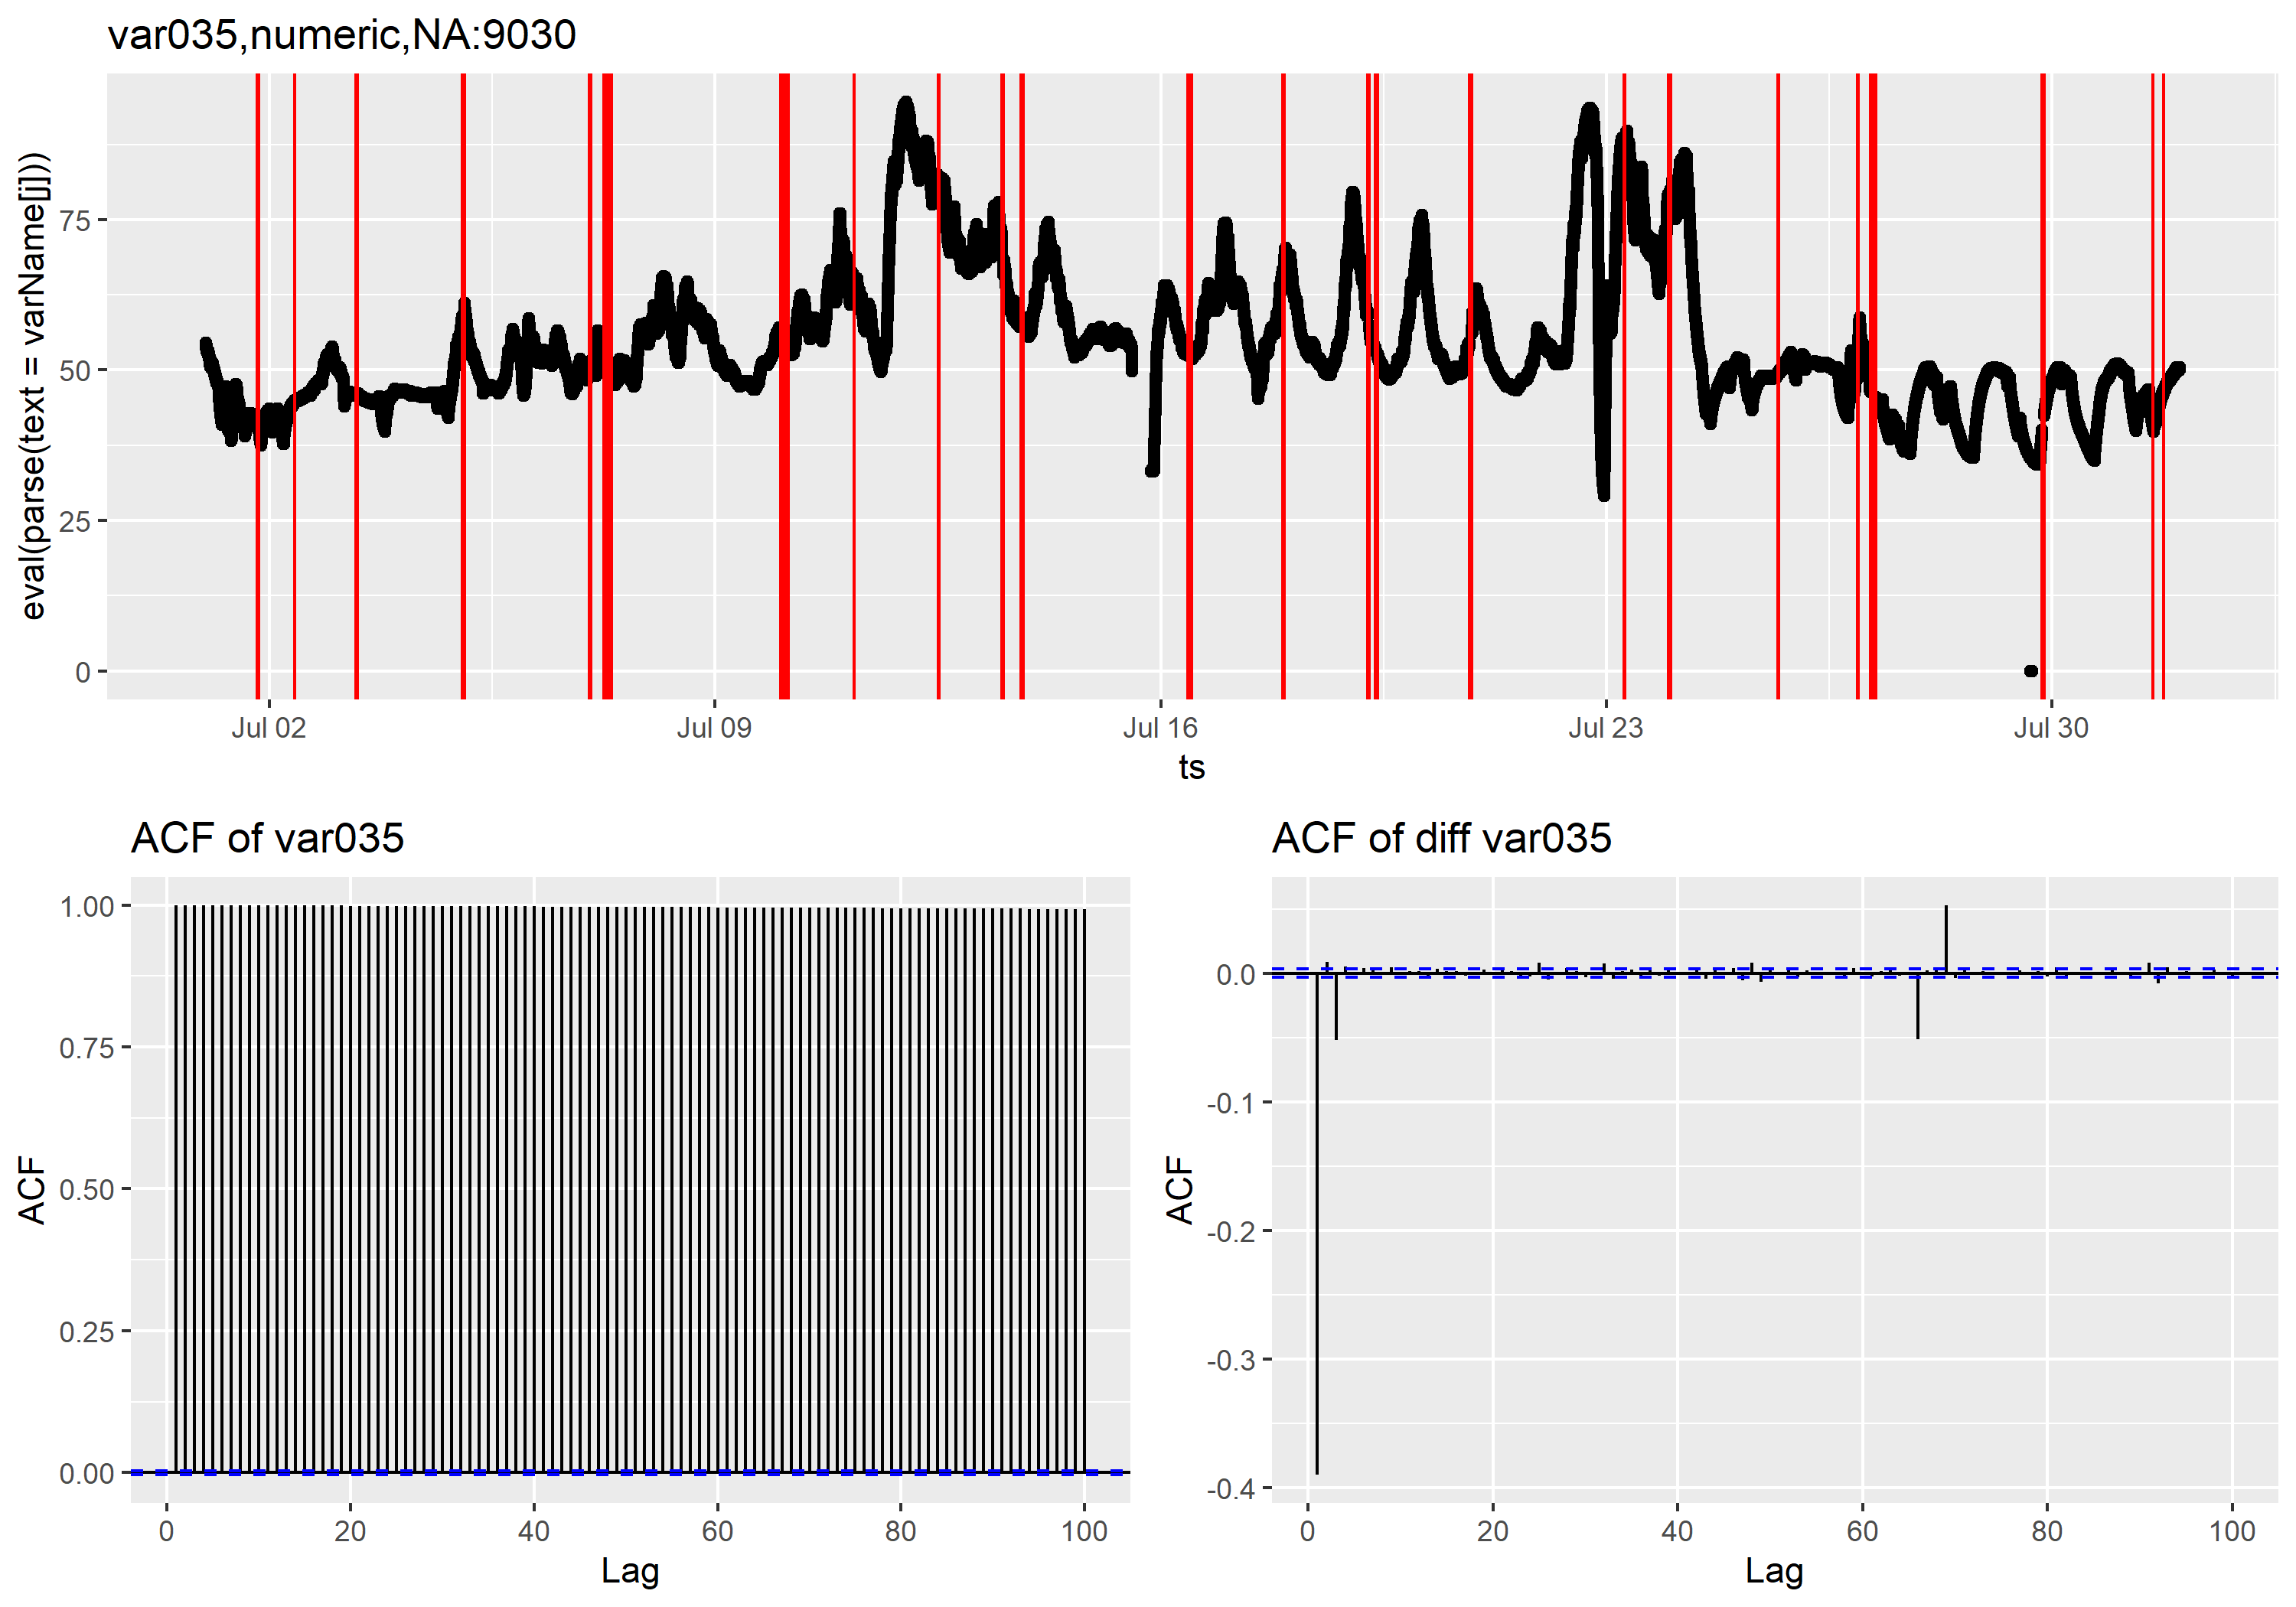 var035,numeric,NA:9030
eval(parse(text = varName[j]))
75
50
25
0
Jul 02
Jul 09
Jul 16
Jul 23
Jul 30
ts
ACF of var035
ACF
1.00
0.75
0.50
0.25
0.00
0
20
40
60
80
100
Lag
ACF of diff var035
ACF
0.0
-0.1
-0.2
-0.3
-0.4
0
20
40
60
80
100
Lag